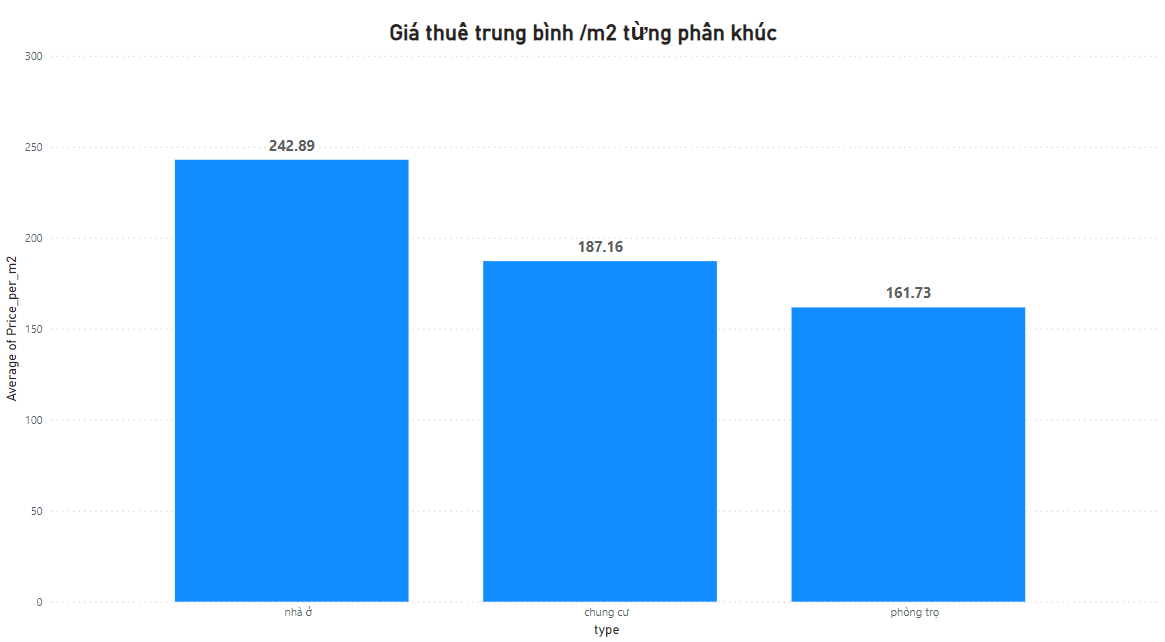 Giá thuê trung bình /m2 từng phân khúc
300
250
200
150
100
50
0
Average of Price_per_m2
242.89
187.16
161.73
nhà ở
chung cư
phòng trọ
type